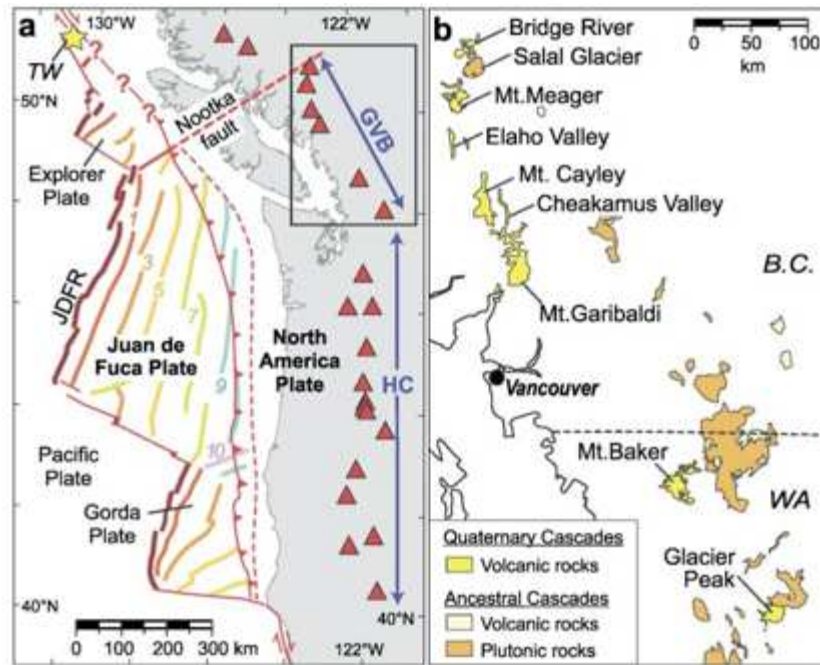 a
130°W
122°W
TW
?
?
?
50°N
Nootka
fault
GVB
Explorer
Plate
3
5
7
9
10
JDFR
Juan de
Fuca Plate
North
America
Plate
HC
Pacific
Plate
Gorda
Plate
40°N
40°N
0 100 200 300 km
122°W
b
0 50 100
km
Bridge River
Salal Glacier
Mt.Meager
Elaho Valley
Mt. Cayley
Cheakamus Valley
B.C.
Mt.Garibaldi
Vancouver
Mt.Baker
WA
Glacier
Peak
Quaternary Cascades
Volcanic rocks
Ancestral Cascades
Volcanic rocks
Plutonic rocks